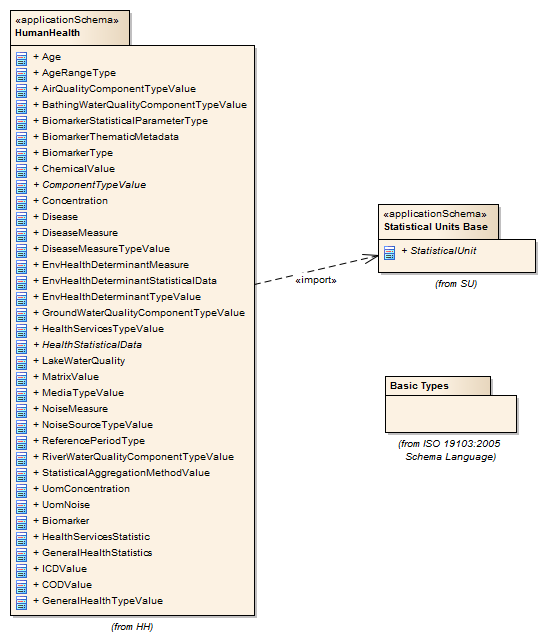 «applicationSchema»
HumanHealth
+ Age
+ AgeRangeType
+ AirQualityComponentTypeValue
+ BathingWaterQualityComponentTypeValue
+ BiomarkerStatisticalParameterType
+ BiomarkerThematicMetadata
+ BiomarkerType
+ ChemicalValue
+ ComponentTypeValue
+ Concentration
+ Disease
+ DiseaseMeasure
+ DiseaseMeasureTypeValue
+ EnvHealthDeterminantMeasure
+ EnvHealthDeterminantStatisticalData
+ EnvHealthDeterminantTypeValue
+ GroundWaterQualityComponentTypeValue
+ HealthServicesTypeValue
+ HealthStatisticalData
+ LakeWaterQuality
+ MatrixValue
+ MediaTypeValue
+ NoiseMeasure
+ NoiseSourceTypeValue
+ ReferencePeriodType
+ RiverWaterQualityComponentTypeValue
+ StatisticalAggregationMethodValue
+ UomConcentration
+ UomNoise
+ Biomarker
+ HealthServicesStatistic
+ GeneralHealthStatistics
+ ICDValue
+ CODValue
+ GeneralHealthTypeValue
(from HH)
«import»
«applicationSchema»
Statistical Units Base
+ StatisticalUnit
(from SU)
Basic Types
(from ISO 19103:2005
Schema Language)